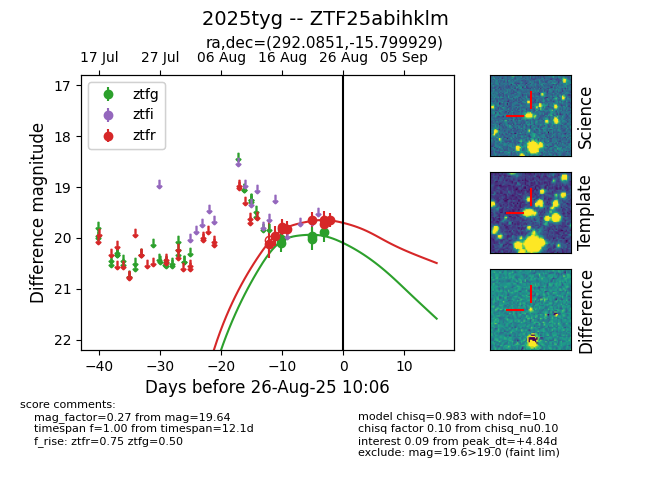 2025tyg -- ZTF25abihklm
ra,dec=(292.0851,-15.799929)
17 Jul 27 Jul 06 Aug 16 Aug 26 Aug 05 Sep
ztfg
ztfi
ztfr
17
18
19
20
21
22
Difference magnitude
−40 −30 −20 −10 0 10
Days before 26-Aug-25 10:06
Science
Template
Difference
score comments:
mag_factor=0.27 from mag=19.64
timespan f=1.00 from timespan=12.1d
f_rise: ztfr=0.75 ztfg=0.50
model chisq=0.983 with ndof=10
chisq factor 0.10 from chisq_nu0.10
interest 0.09 from peak_dt=+4.84d
exclude: mag=19.6>19.0 (faint lim)